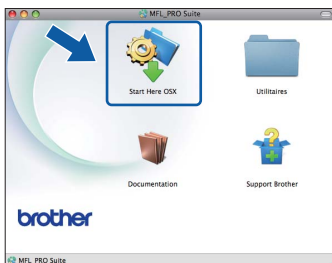 MFL_PRO Suite
Start Here OSX
Utilitaires
Documentation
Support Brother
brother
MFL_PRO Suite